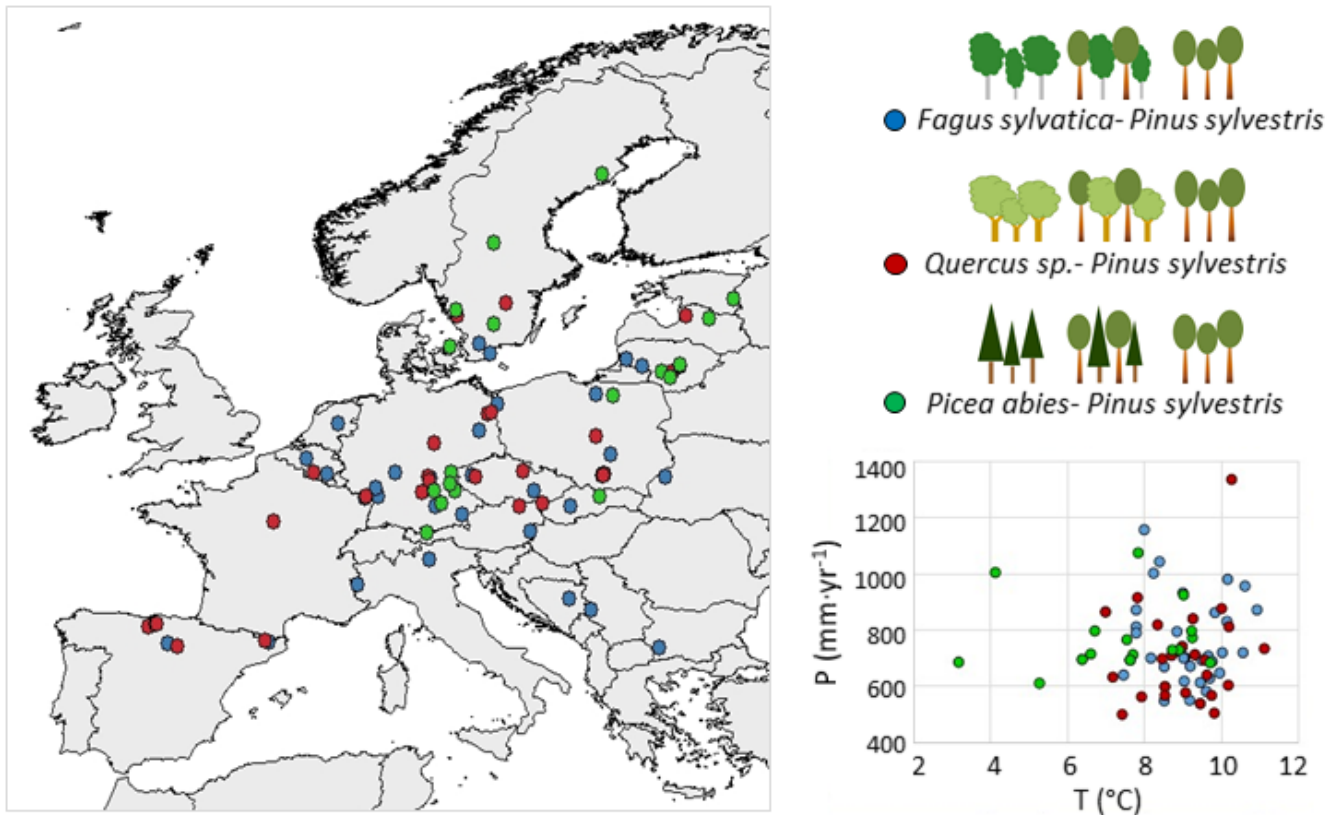 Fagus sylvatica- Pinus sylvestris
Quercus sp.- Pinus sylvestris
Picea abies- Pinus sylvestris
1400
1200
1000
800
600
400
P (mm·yr⁻¹)
2 4 6 8 10 12
T (°C)